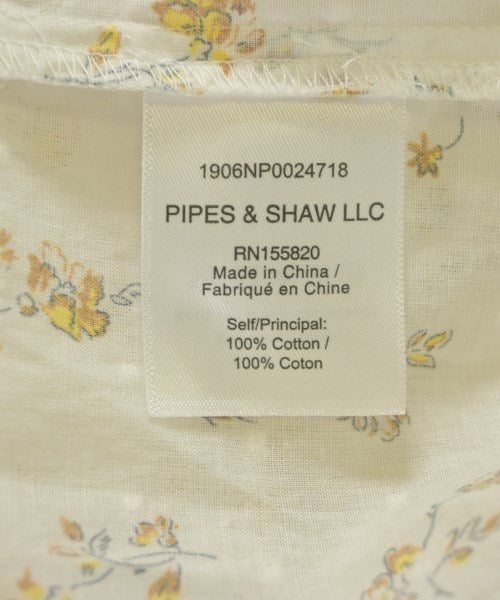 1906NP0024718
PIPES & SHAW LLC
RN155820
Made in China /
Fabriqué en Chine
Self/Principal:
100% Cotton /
100% Coton